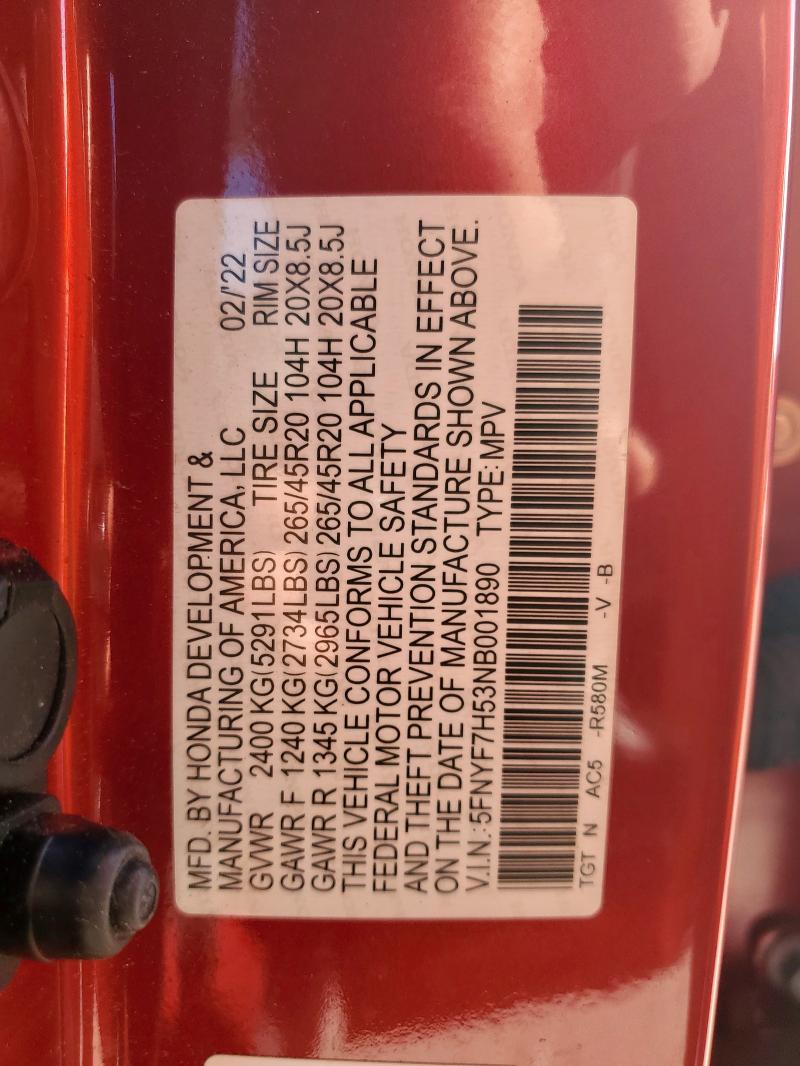 MFD. BY HONDA DEVELOPMENT &
MANUFACTURING OF AMERICA, LLC 02/'22
GVWR 2400 KG(5291LBS) TIRE SIZE RIM SIZE
GAWR F 1240 KG(2734LBS) 265/45R20 104H 20X8.5J
GAWR R 1345 KG(2965LBS) 265/45R20 104H 20X8.5J
THIS VEHICLE CONFORMS TO ALL APPLICABLE
FEDERAL MOTOR VEHICLE SAFETY
AND THEFT PREVENTION STANDARDS IN EFFECT
ON THE DATE OF MANUFACTURE SHOWN ABOVE.
V.I.N.:5FNYF7H53NB001890 TYPE:MPV
TGT N AC5 -R580M -V -B